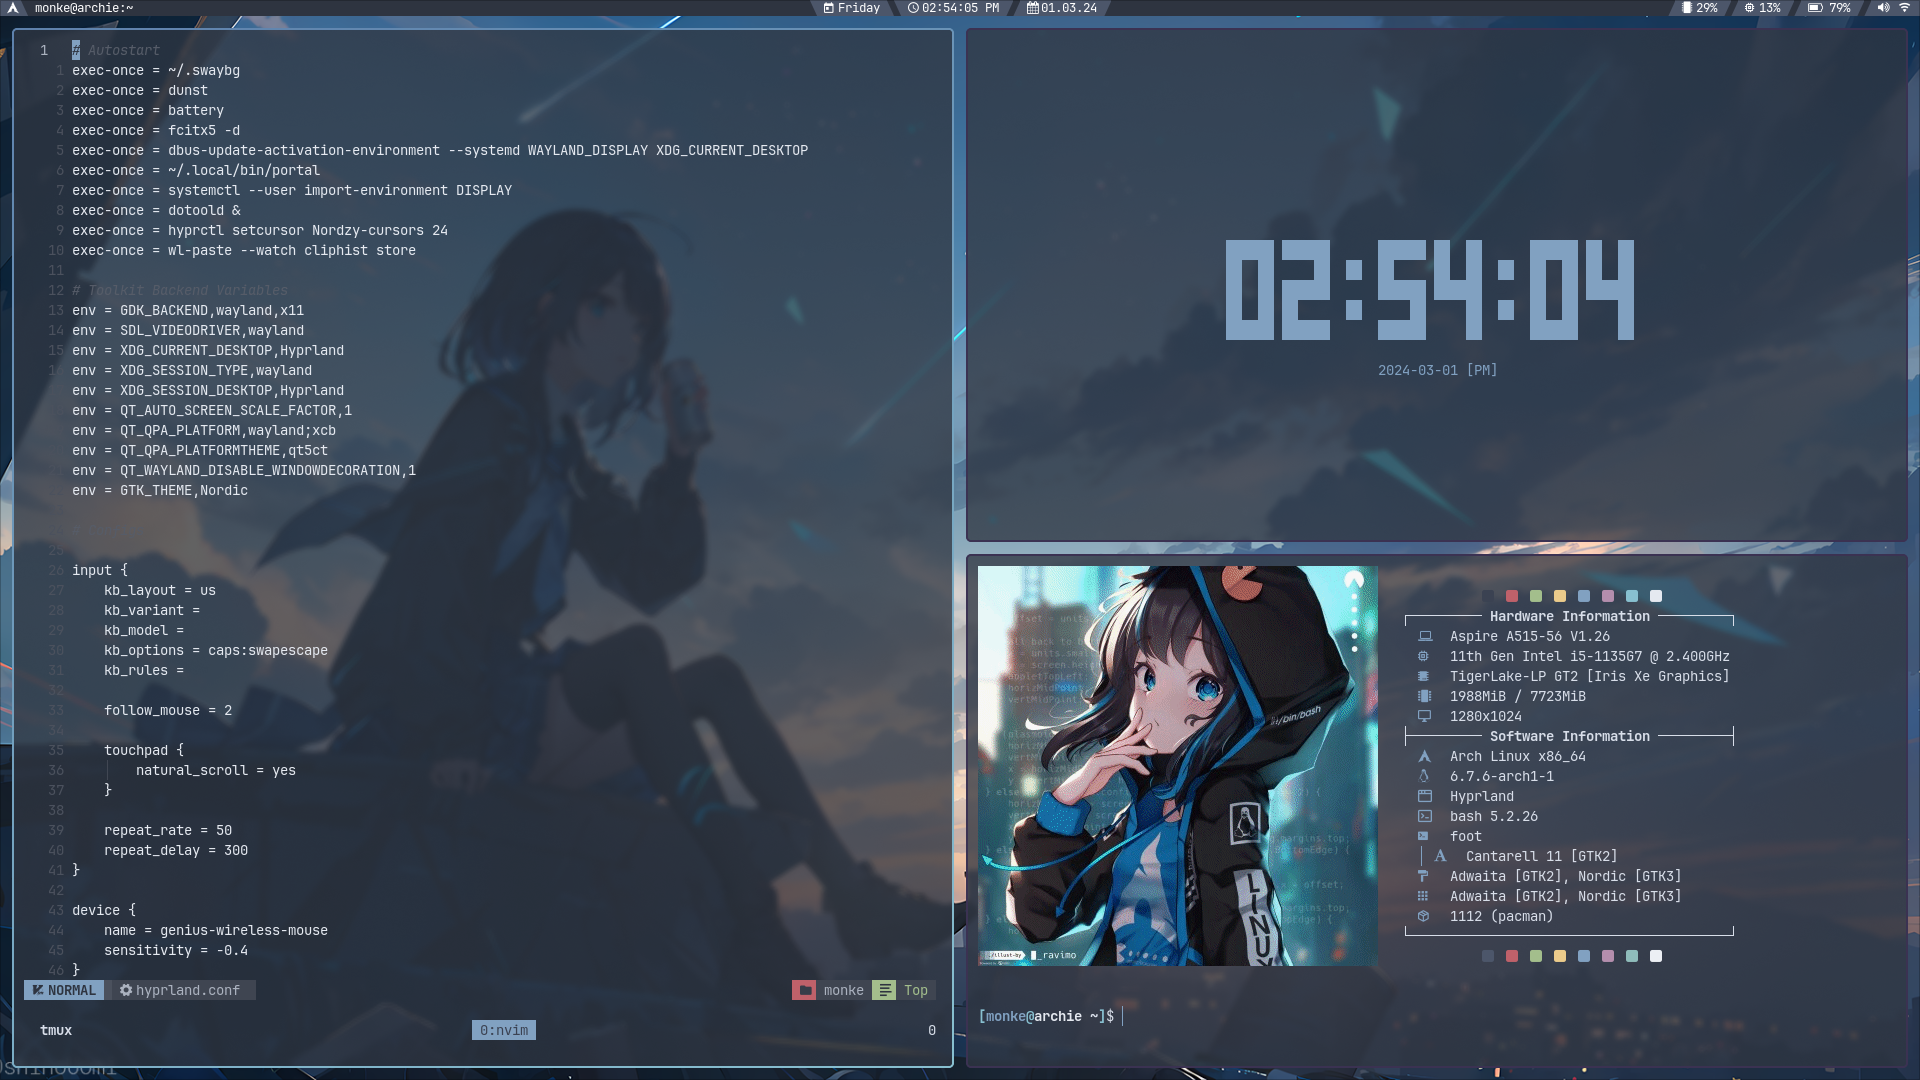 monke@archie:~
Friday
02:54:05 PM
01.03.24
29%
13%
79%
1 # Autostart
1 exec-once = ~/.swaybg
2 exec-once = dunst
3 exec-once = battery
4 exec-once = fcitx5 -d
5 exec-once = dbus-update-activation-environment --systemd WAYLAND_DISPLAY XDG_CURRENT_DESKTOP
6 exec-once = ~/.local/bin/portal
7 exec-once = systemctl --user import-environment DISPLAY
8 exec-once = dotoold &
9 exec-once = hyprctl setcursor Nordzy-cursors 24
10 exec-once = wl-paste --watch cliphist store
11
12 # Toolkit Backend Variables
13 env = GDK_BACKEND,wayland,x11
14 env = SDL_VIDEODRIVER,wayland
15 env = XDG_CURRENT_DESKTOP,Hyprland
env = XDG_SESSION_TYPE,wayland
env = XDG_SESSION_DESKTOP,Hyprland
env = QT_AUTO_SCREEN_SCALE_FACTOR,1
env = QT_QPA_PLATFORM,wayland;xcb
env = QT_QPA_PLATFORMTHEME,qt5ct
env = QT_WAYLAND_DISABLE_WINDOWDECORATION,1
env = GTK_THEME,Nordic
25
26 input {
27 kb_layout = us
28 kb_variant =
29 kb_model =
30 kb_options = caps:swapescape
31 kb_rules =
32
33 follow_mouse = 2
34
35 touchpad {
36 natural_scroll = yes
37 }
38
39 repeat_rate = 50
40 repeat_delay = 300
41 }
42
43 device {
44 name = genius-wireless-mouse
45 sensitivity = -0.4
46 }
NORMAL hyprland.conf monke Top
tmux 0:nvim 0
02:54:04
2024-03-01 [PM]
#!/bin/bash
LINUX
_ravimo
Hardware Information
Aspire A515-56 V1.26
11th Gen Intel i5-1135G7 @ 2.400GHz
TigerLake-LP GT2 [Iris Xe Graphics]
1988MiB / 7723MiB
1280x1024
Software Information
Arch Linux x86_64
6.7.6-arch1-1
Hyprland
bash 5.2.26
foot
Cantarell 11 [GTK2]
Adwaita [GTK2], Nordic [GTK3]
Adwaita [GTK2], Nordic [GTK3]
1112 (pacman)
[monke@archie ~]$